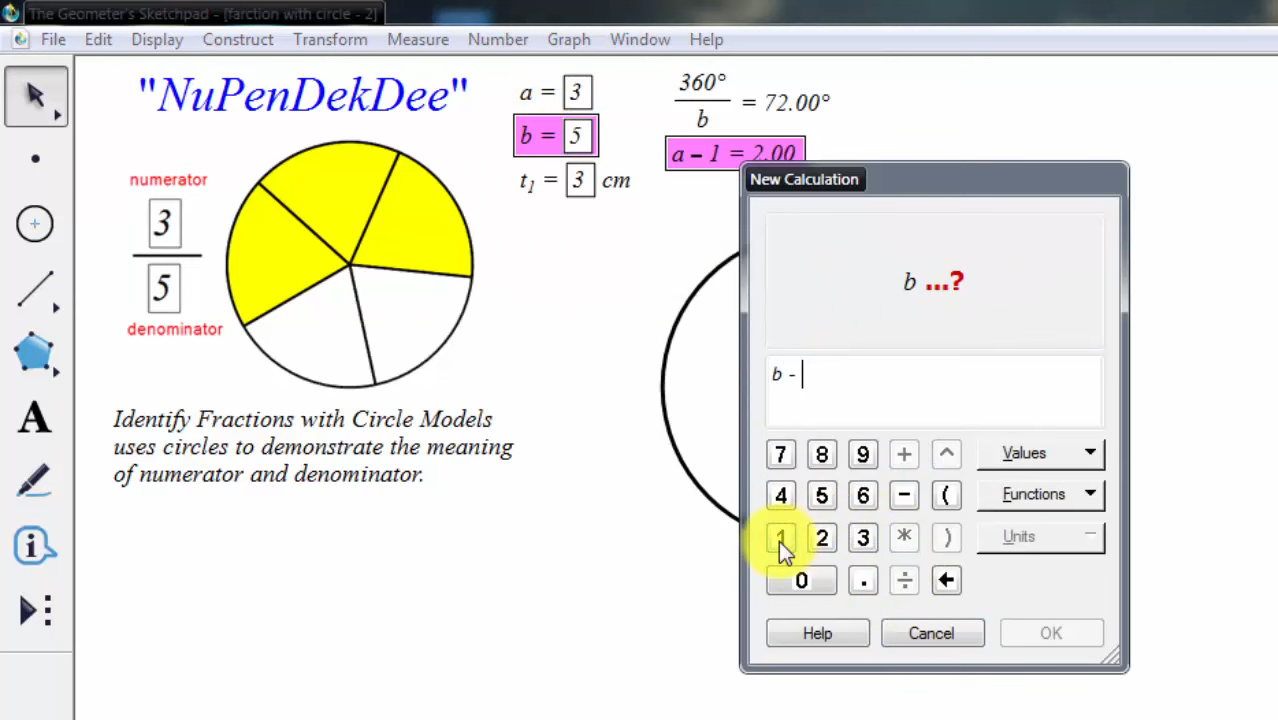 The Geometer's Sketchpad - [farction with circle - 2]
File Edit Display Construct Transform Measure Number Graph Window Help
"NuPenDekDee"
numerator
3
5
denominator
Identify Fractions with Circle Models
uses circles to demonstrate the meaning
of numerator and denominator.
a = 3
b = 5
t1 = 3 cm
360°
b
= 72.00°
a – 1 = 2.00
New Calculation
b ...?
b -
7 8 9 + ^ Values
4 5 6 – ( Functions
1 2 3 * ) Units
0 . ÷
Help Cancel OK
A